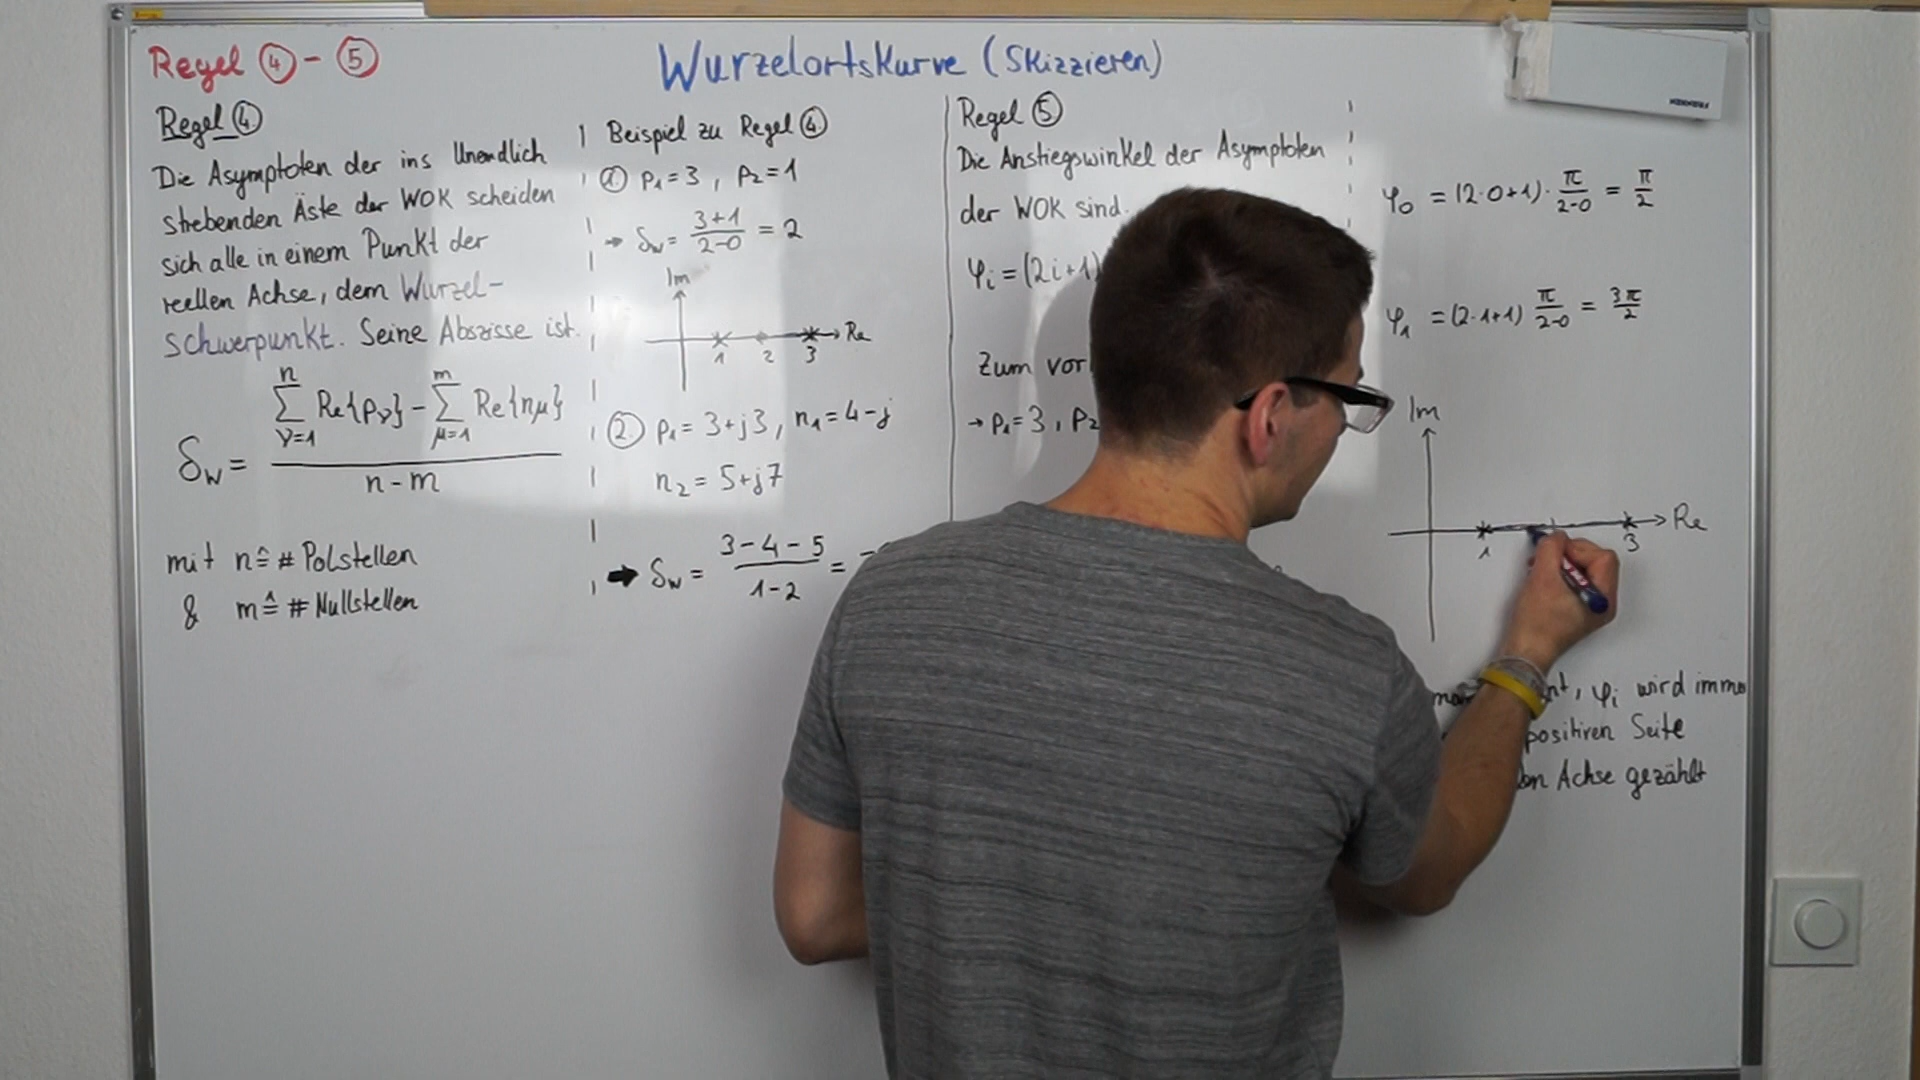 Regel ④ - ⑤
Wurzelortskurve (Skizzieren)
Regel ④
Die Asymptoten der ins Unendlich
strebenden Äste der WOK scheiden
sich alle in einem Punkt der
reellen Achse, dem Wurzel-
schwerpunkt. Seine Abszisse ist.
δw = (∑_{ν=1}^{n} Re{pν} - ∑_{μ=1}^{m} Re{nμ}) / (n - m)
mit n ≙ # Polstellen
& m ≙ # Nullstellen
Beispiel zu Regel ④
① p₁ = 3 , p₂ = 1
→ δw = (3+1)/(2-0) = 2
Im
Re
1 2 3
② p₁ = 3+j3 , n₁ = 4-j
n₂ = 5+j7
➡ δw = (3-4-5)/(1-2) =
Regel ⑤
Die Anstiegswinkel der Asymptoten
der WOK sind
φi = (2i+1)
Zum
→ p₁ = 3 , p₂
φ₀ = (2·0+1) · π/(2-0) = π/2
φ₁ = (2·1+1) π/(2-0) = 3π/2
Im
Re
1 3
φi wird
positiven Seite
Achse gezählt